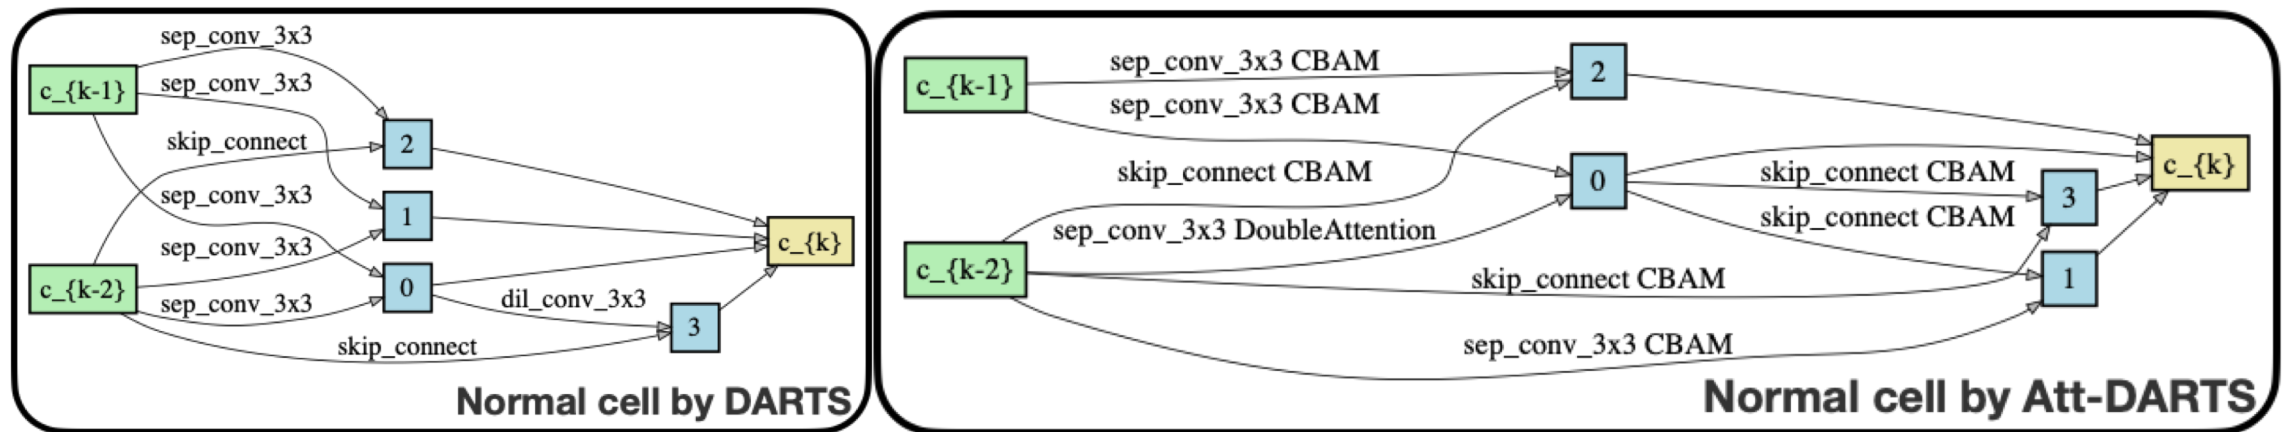 sep_conv_3x3
c_{k-1}
sep_conv_3x3
skip_connect
2
sep_conv_3x3
1
sep_conv_3x3
c_{k-2}
sep_conv_3x3
0
dil_conv_3x3
3
skip_connect
c_{k}
Normal cell by DARTS
c_{k-1}
sep_conv_3x3 CBAM
sep_conv_3x3 CBAM
2
skip_connect CBAM
0
skip_connect CBAM
c_{k}
3
skip_connect CBAM
sep_conv_3x3 DoubleAttention
c_{k-2}
skip_connect CBAM
1
sep_conv_3x3 CBAM
Normal cell by Att-DARTS